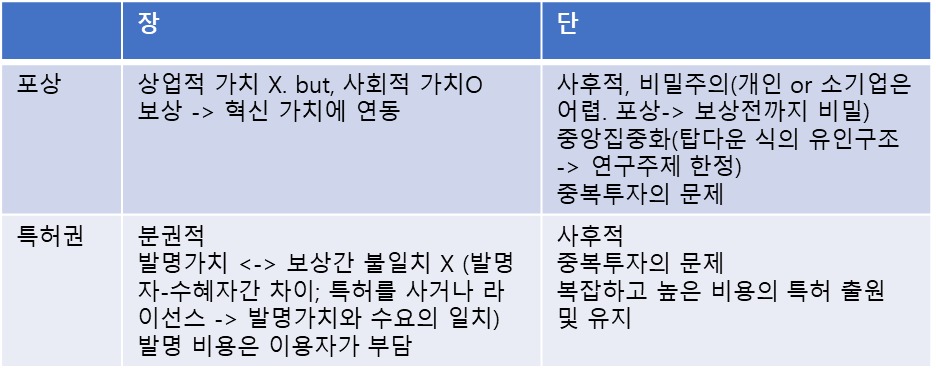 장
단
포상
상업적 가치 X. but, 사회적 가치O
보상 -> 혁신 가치에 연동
사후적, 비밀주의(개인 or 소기업은
어렵. 포상-> 보상전까지 비밀)
중앙집중화(탑다운 식의 유인구조
-> 연구주제 한정)
중복투자의 문제
특허권
분권적
발명가치 <-> 보상간 불일치 X (발명
자-수혜자간 차이; 특허를 사거나 라
이선스 -> 발명가치와 수요의 일치)
발명 비용은 이용자가 부담
사후적
중복투자의 문제
복잡하고 높은 비용의 특허 출원
및 유지